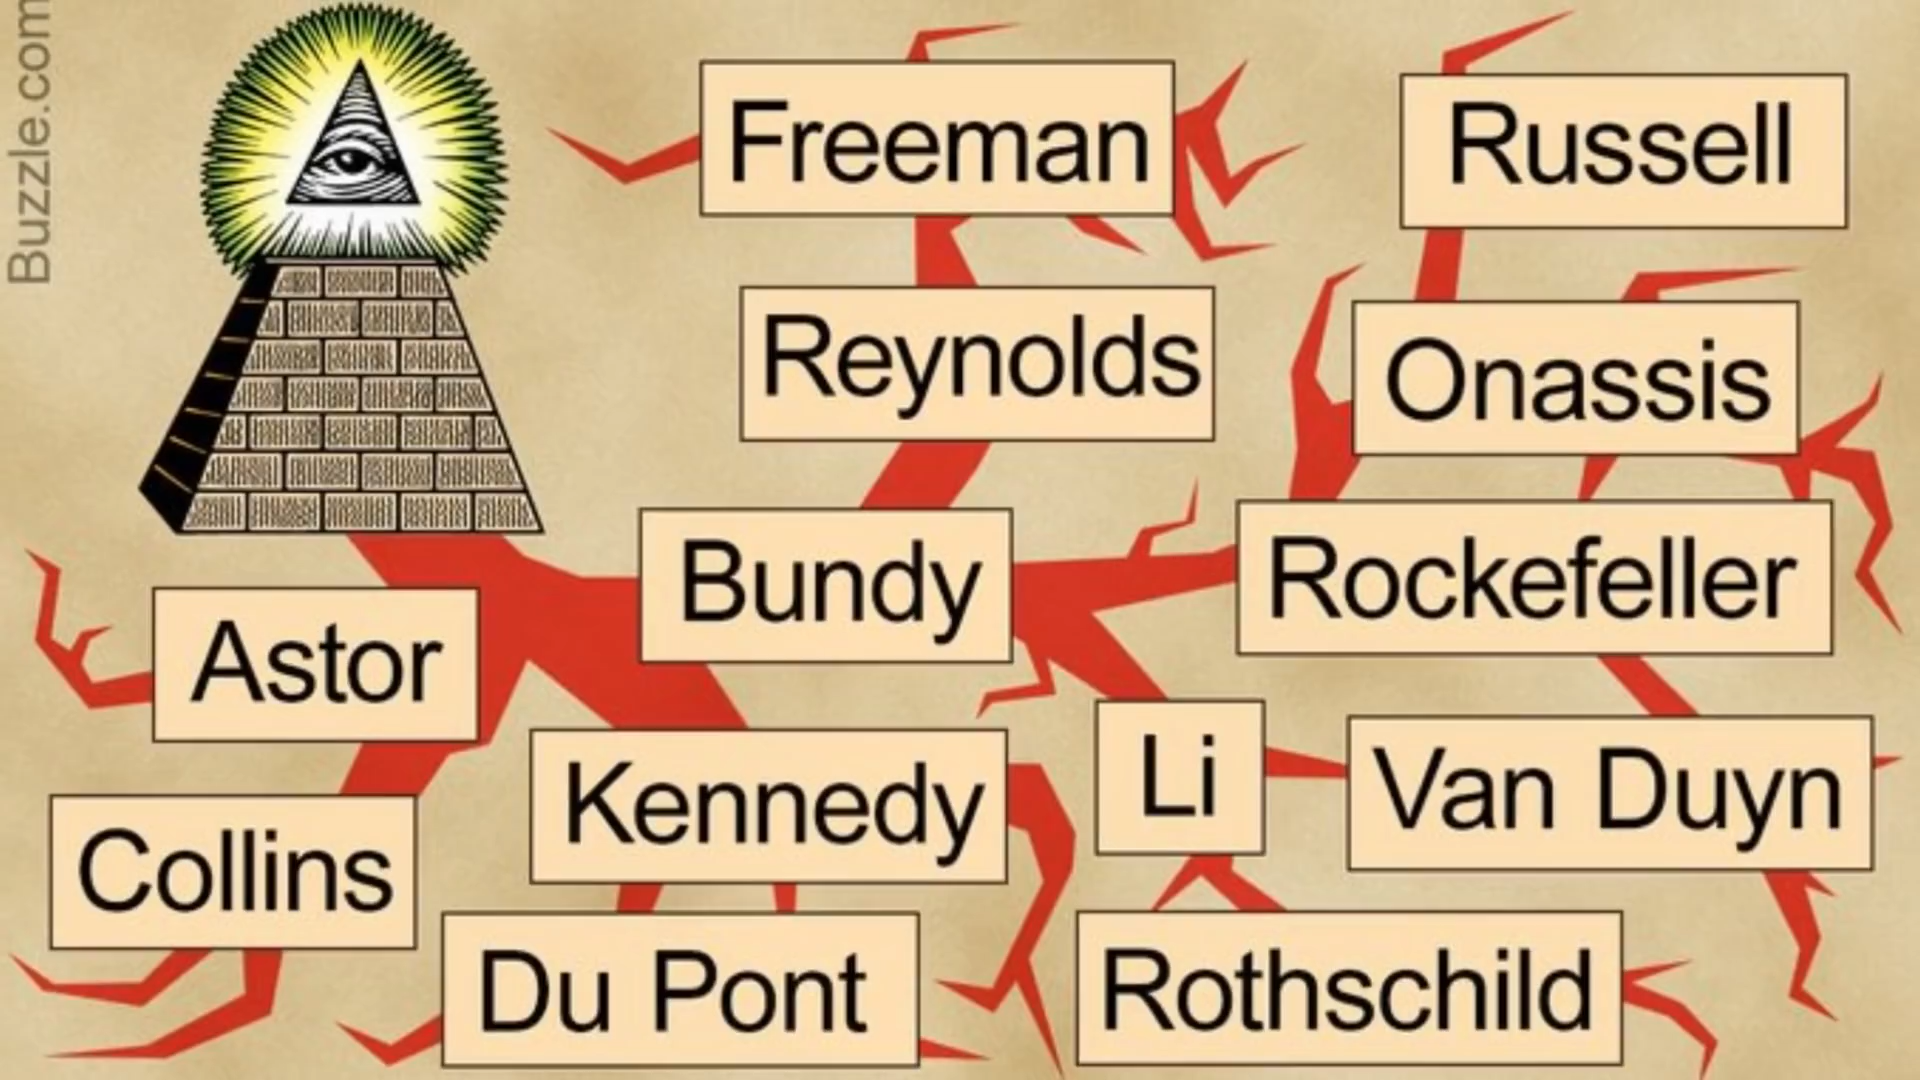 Buzzle.com
Freeman
Russell
Reynolds
Onassis
Bundy
Rockefeller
Astor
Kennedy
Li
Van Duyn
Collins
Du Pont
Rothschild